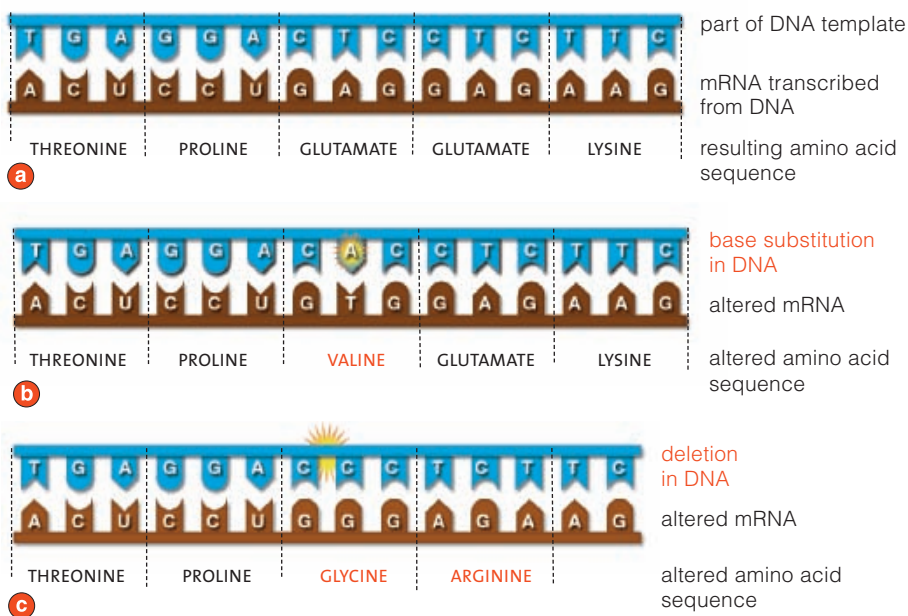 T G A G G A C T C C T C T T C
part of DNA template
A C U C C U G A G G A G A A G
mRNA transcribed
from DNA
THREONINE PROLINE GLUTAMATE GLUTAMATE LYSINE
resulting amino acid
sequence
a
T G A G G A C A C C T C T T C
base substitution
in DNA
A C U C C U G T G G A G A A G
altered mRNA
THREONINE PROLINE VALINE GLUTAMATE LYSINE
altered amino acid
sequence
b
T G A G G A C C C T C T T C
deletion
in DNA
A C U C C U G G G A G A A G
altered mRNA
THREONINE PROLINE GLYCINE ARGININE
altered amino acid
sequence
c